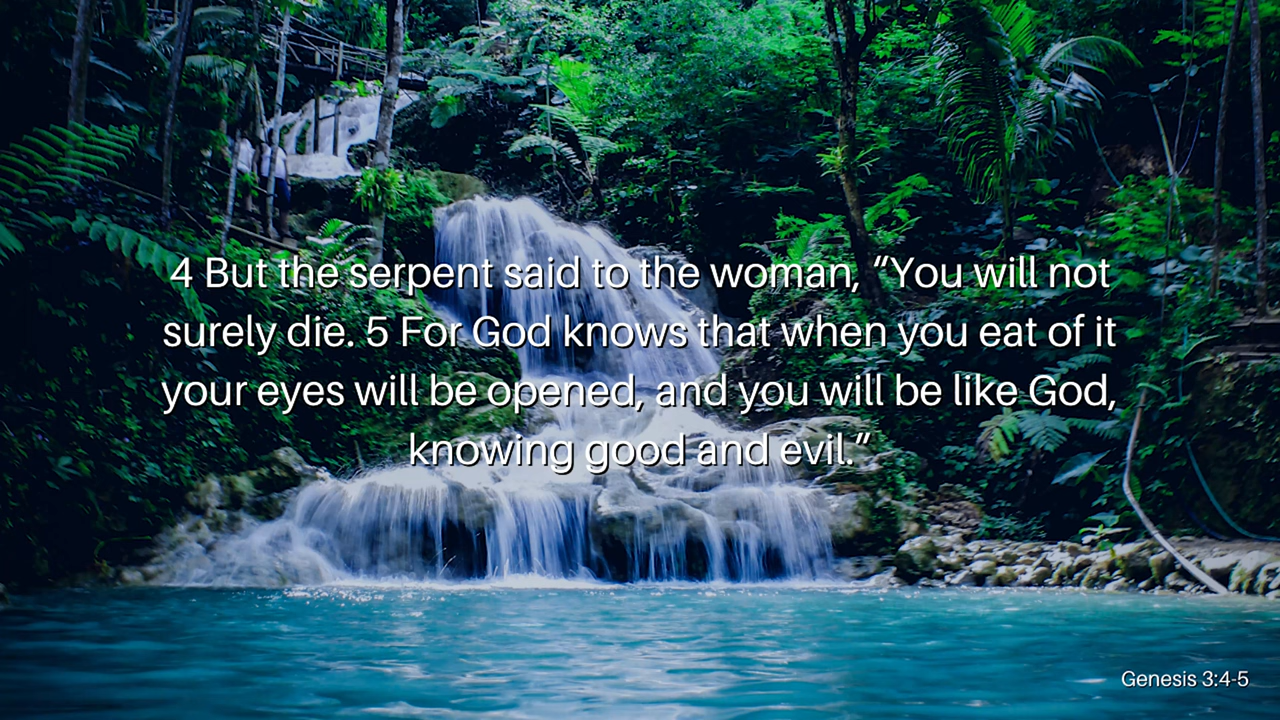 4 But the serpent said to the woman, “You will not
surely die. 5 For God knows that when you eat of it
your eyes will be opened, and you will be like God,
knowing good and evil.”
Genesis 3:4-5